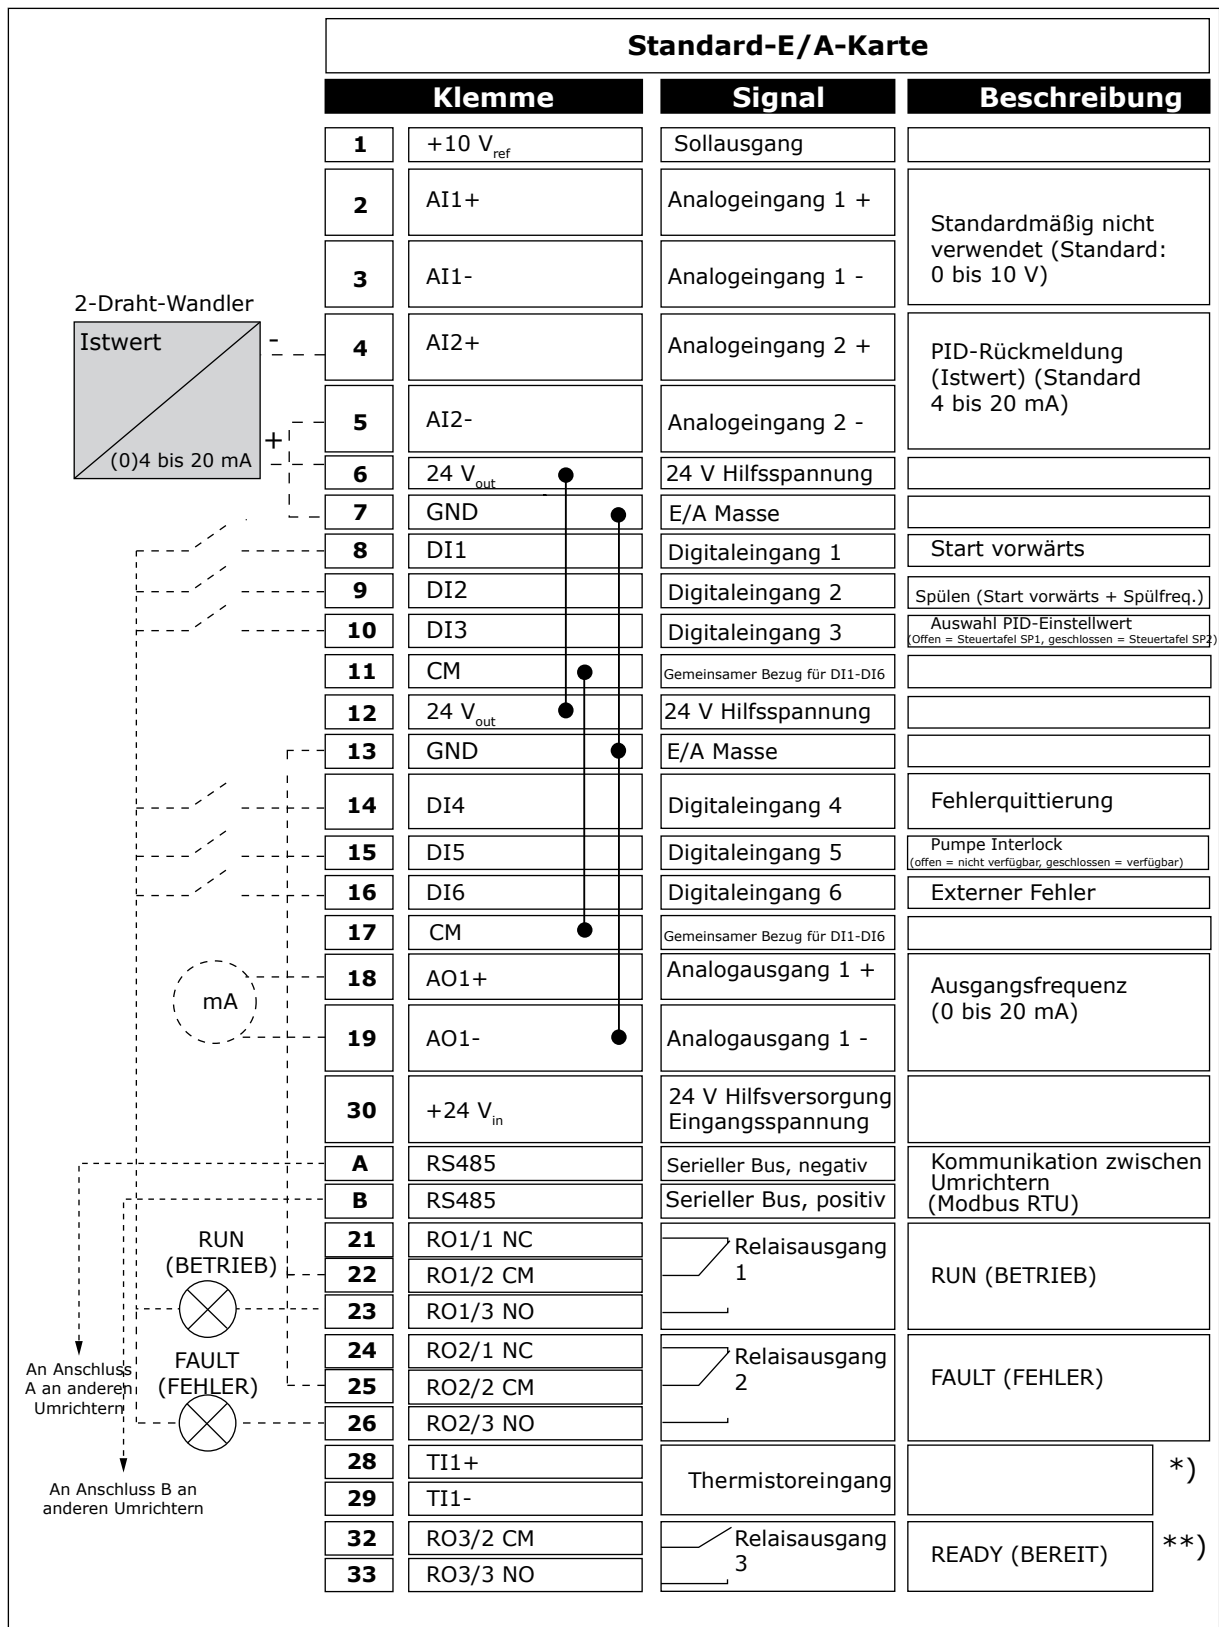 Standard-E/A-Karte
Klemme Signal Beschreibung
1 +10 Vref Sollausgang
2 AI1+ Analogeingang 1 +
Standardmäßig nicht
verwendet (Standard:
0 bis 10 V)
3 AI1- Analogeingang 1 -
2-Draht-Wandler
Istwert
-
+
(0)4 bis 20 mA
4 AI2+ Analogeingang 2 +
PID-Rückmeldung
(Istwert) (Standard
4 bis 20 mA)
5 AI2- Analogeingang 2 -
6 24 Vout 24 V Hilfsspannung
7 GND E/A Masse
8 DI1 Digitaleingang 1 Start vorwärts
9 DI2 Digitaleingang 2 Spülen (Start vorwärts + Spülfreq.)
10 DI3 Digitaleingang 3 Auswahl PID-Einstellwert
(Offen = Steuertafel SP1, geschlossen = Steuertafel SP2)
11 CM Gemeinsamer Bezug für DI1-DI6
12 24 Vout 24 V Hilfsspannung
13 GND E/A Masse
14 DI4 Digitaleingang 4 Fehlerquittierung
15 DI5 Digitaleingang 5 Pumpe Interlock
(offen = nicht verfügbar, geschlossen = verfügbar)
16 DI6 Digitaleingang 6 Externer Fehler
17 CM Gemeinsamer Bezug für DI1-DI6
mA
18 AO1+ Analogausgang 1 +
Ausgangsfrequenz
(0 bis 20 mA)
19 AO1- Analogausgang 1 -
30 +24 Vin 24 V Hilfsversorgung
Eingangsspannung
A RS485 Serieller Bus, negativ
Kommunikation zwischen
Umrichtern
(Modbus RTU)
B RS485 Serieller Bus, positiv
RUN
(BETRIEB)
21 RO1/1 NC
22 RO1/2 CM
23 RO1/3 NO
Relaisausgang
1
RUN (BETRIEB)
An Anschluss
A an anderen
Umrichtern
FAULT
(FEHLER)
24 RO2/1 NC
25 RO2/2 CM
26 RO2/3 NO
Relaisausgang
2
FAULT (FEHLER)
An Anschluss B an
anderen Umrichtern
28 TI1+
29 TI1-
Thermistoreingang
*)
32 RO3/2 CM
33 RO3/3 NO
Relaisausgang
3
READY (BEREIT)
**)